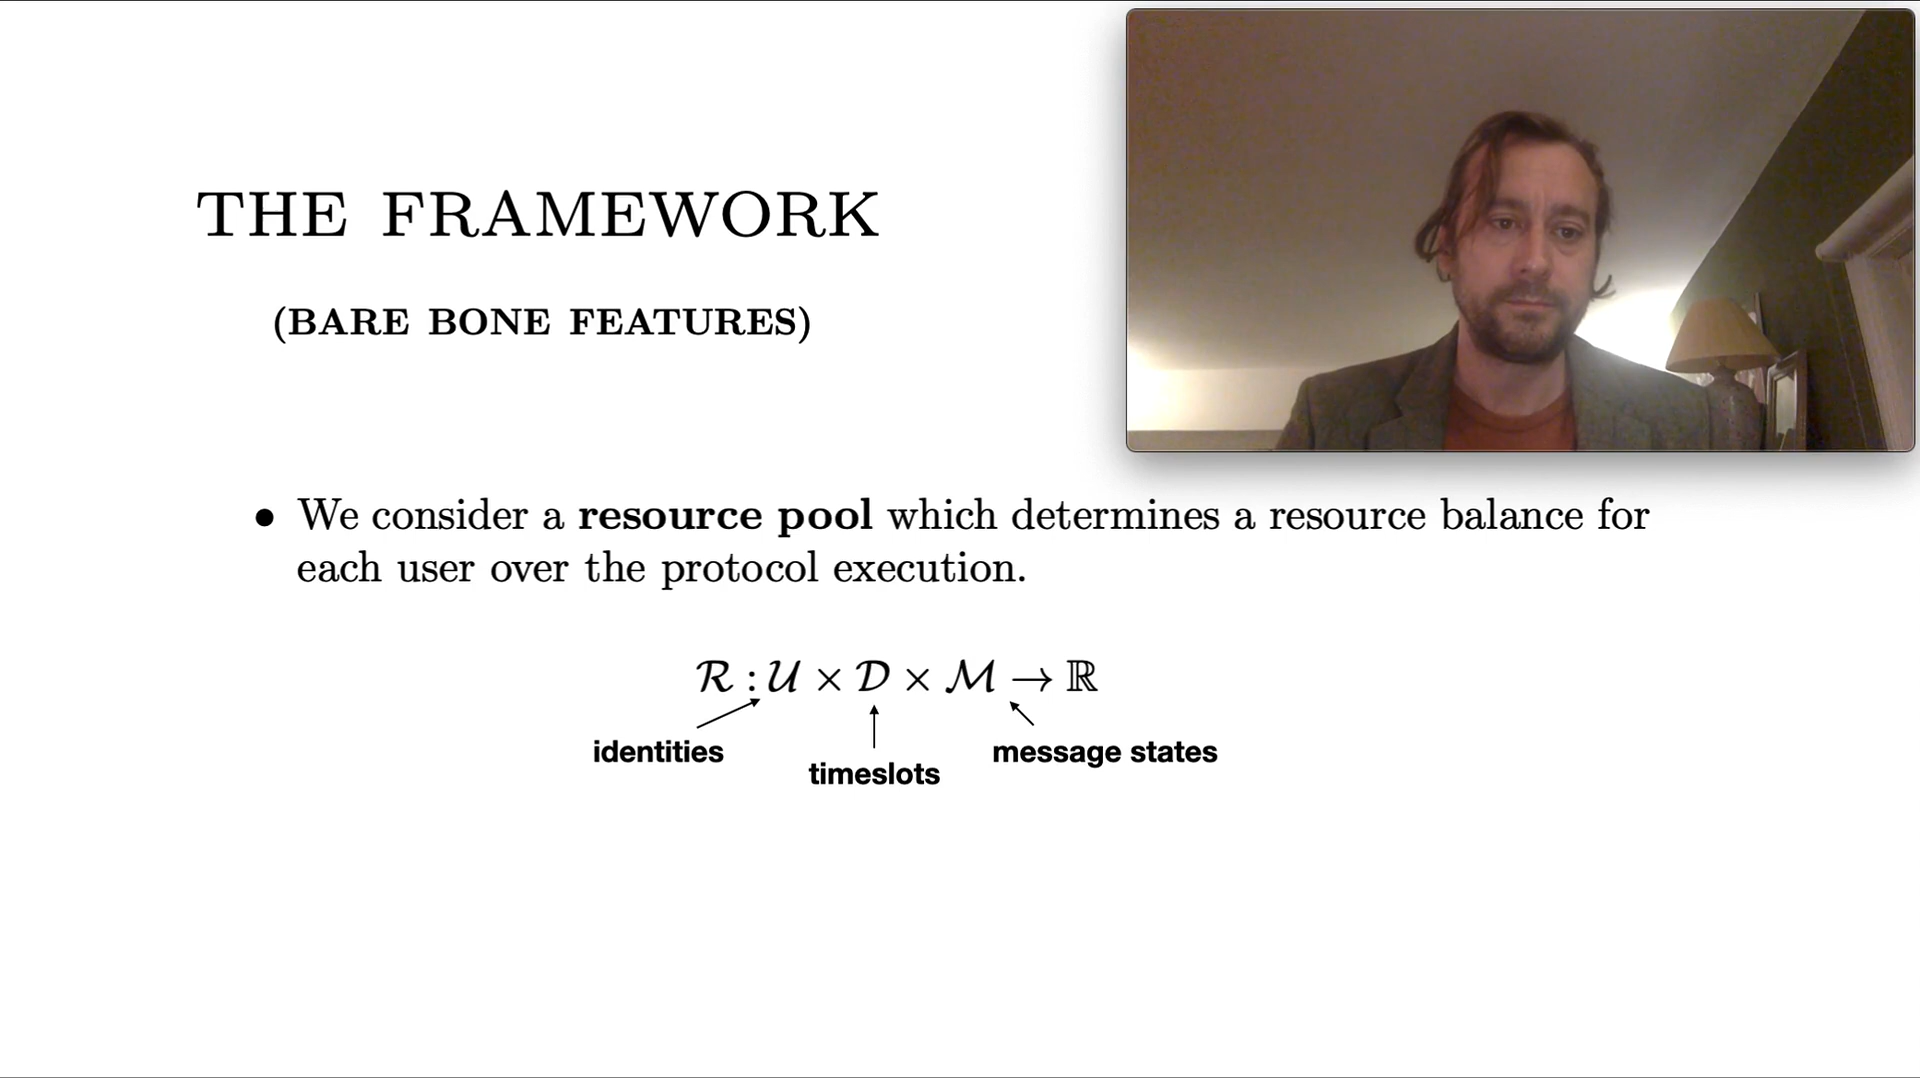 THE FRAMEWORK
(BARE BONE FEATURES)
• We consider a resource pool which determines a resource balance for
each user over the protocol execution.
ℛ : 𝒰 × 𝒟 × ℳ → ℝ
identities
timeslots
message states